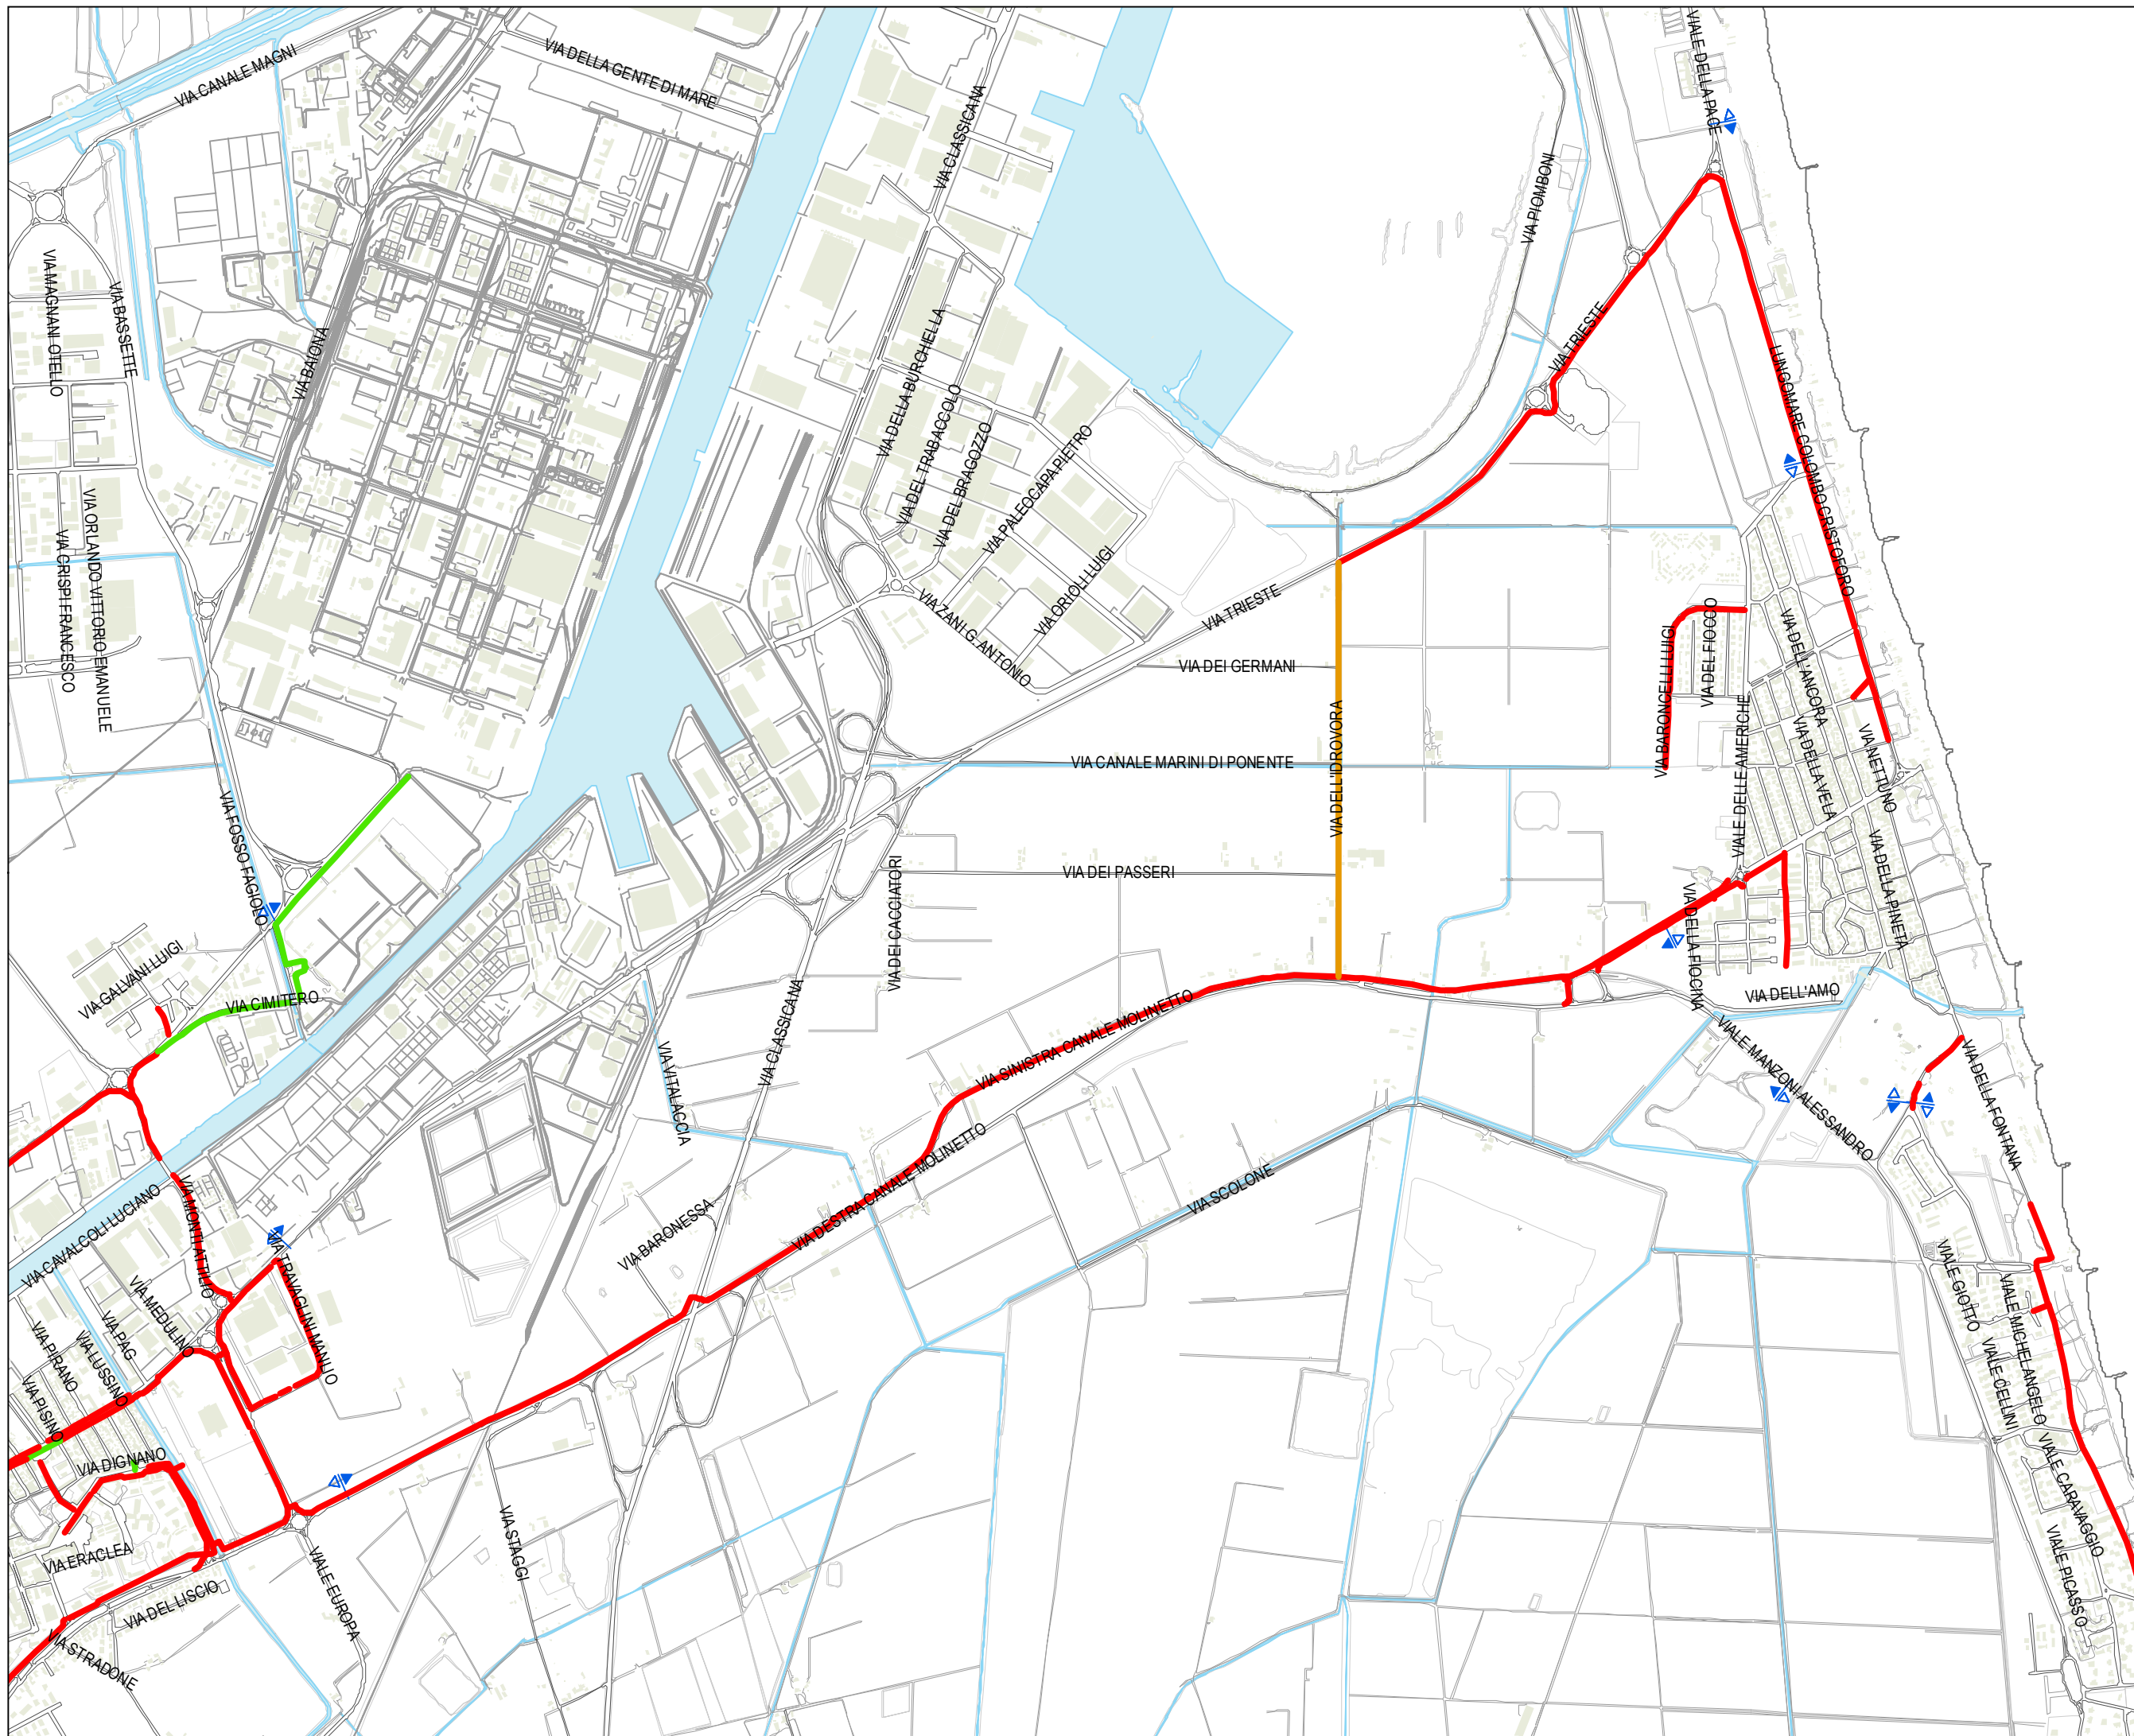 VIALE DELLA PACE
VIA CANALE MAGNI
VIA DELLA GENTE DI MARE
VIA CLASSICANA
VIA PIOMBONI
VIA MAGNANI OTELLO
VIA BASSETTE
VIA BAIONA
VIA DELLA BURCHIELLA
VIA TRIESTE
LUNGOMARE COLOMBO CRISTOFORO
VIA DEL TRABACCOLO
VIA DEL BRAGOZZO
VIA PALEOCAPA PIETRO
VIA ORLANDO VITTORIO EMANUELE
VIA CRISPI FRANCESCO
VIA ORIOLI LUIGI
VIA ZANI G. ANTONIO
VIA TRIESTE
VIA DEI GERMANI
VIA BARONCELLI LUIGI
VIA DEL FIOCCO
VIA DELL'ANCORA
VIA DELL'IDROVORA
VIALE DELLE AMERICHE
VIA DELLA VELA
VIA NETTUNO
VIA CANALE MARINI DI PONENTE
VIA FOSSO FAGIOLO
VIA DEI CACCIATORI
VIA DEI PASSERI
VIA DELLA PINETA
VIA DELLA FIOCINA
VIA GALVANI LUIGI
VIA CIMITERO
VIA CLASSICANA
VIA DELL'AMO
VIA SINISTRA CANALE MOLINETTO
VIA VITALACCIA
VIALE MANZONI ALESSANDRO
VIA DELLA FONTANA
VIA DESTRA CANALE MOLINETTO
VIA SCOLONE
VIA CAVALCOLI LUCIANO
VIA MONTI ATTILIO
VIA BARONESSA
VIA TRAVAGLINI MANLIO
VIA MEDULINO
VIA PAG
VIA LUSSINO
VIA PIRANO
VIA PISINO
VIALE GIOTTO
VIALE MICHELANGELO
VIALE CELLINI
VIA DIGNANO
VIALE CARAVAGGIO
VIA STAGGI
VIA ERACLEA
VIALE EUROPA
VIALE PICASSO
VIA DEL LISCIO
VIA STRADONE